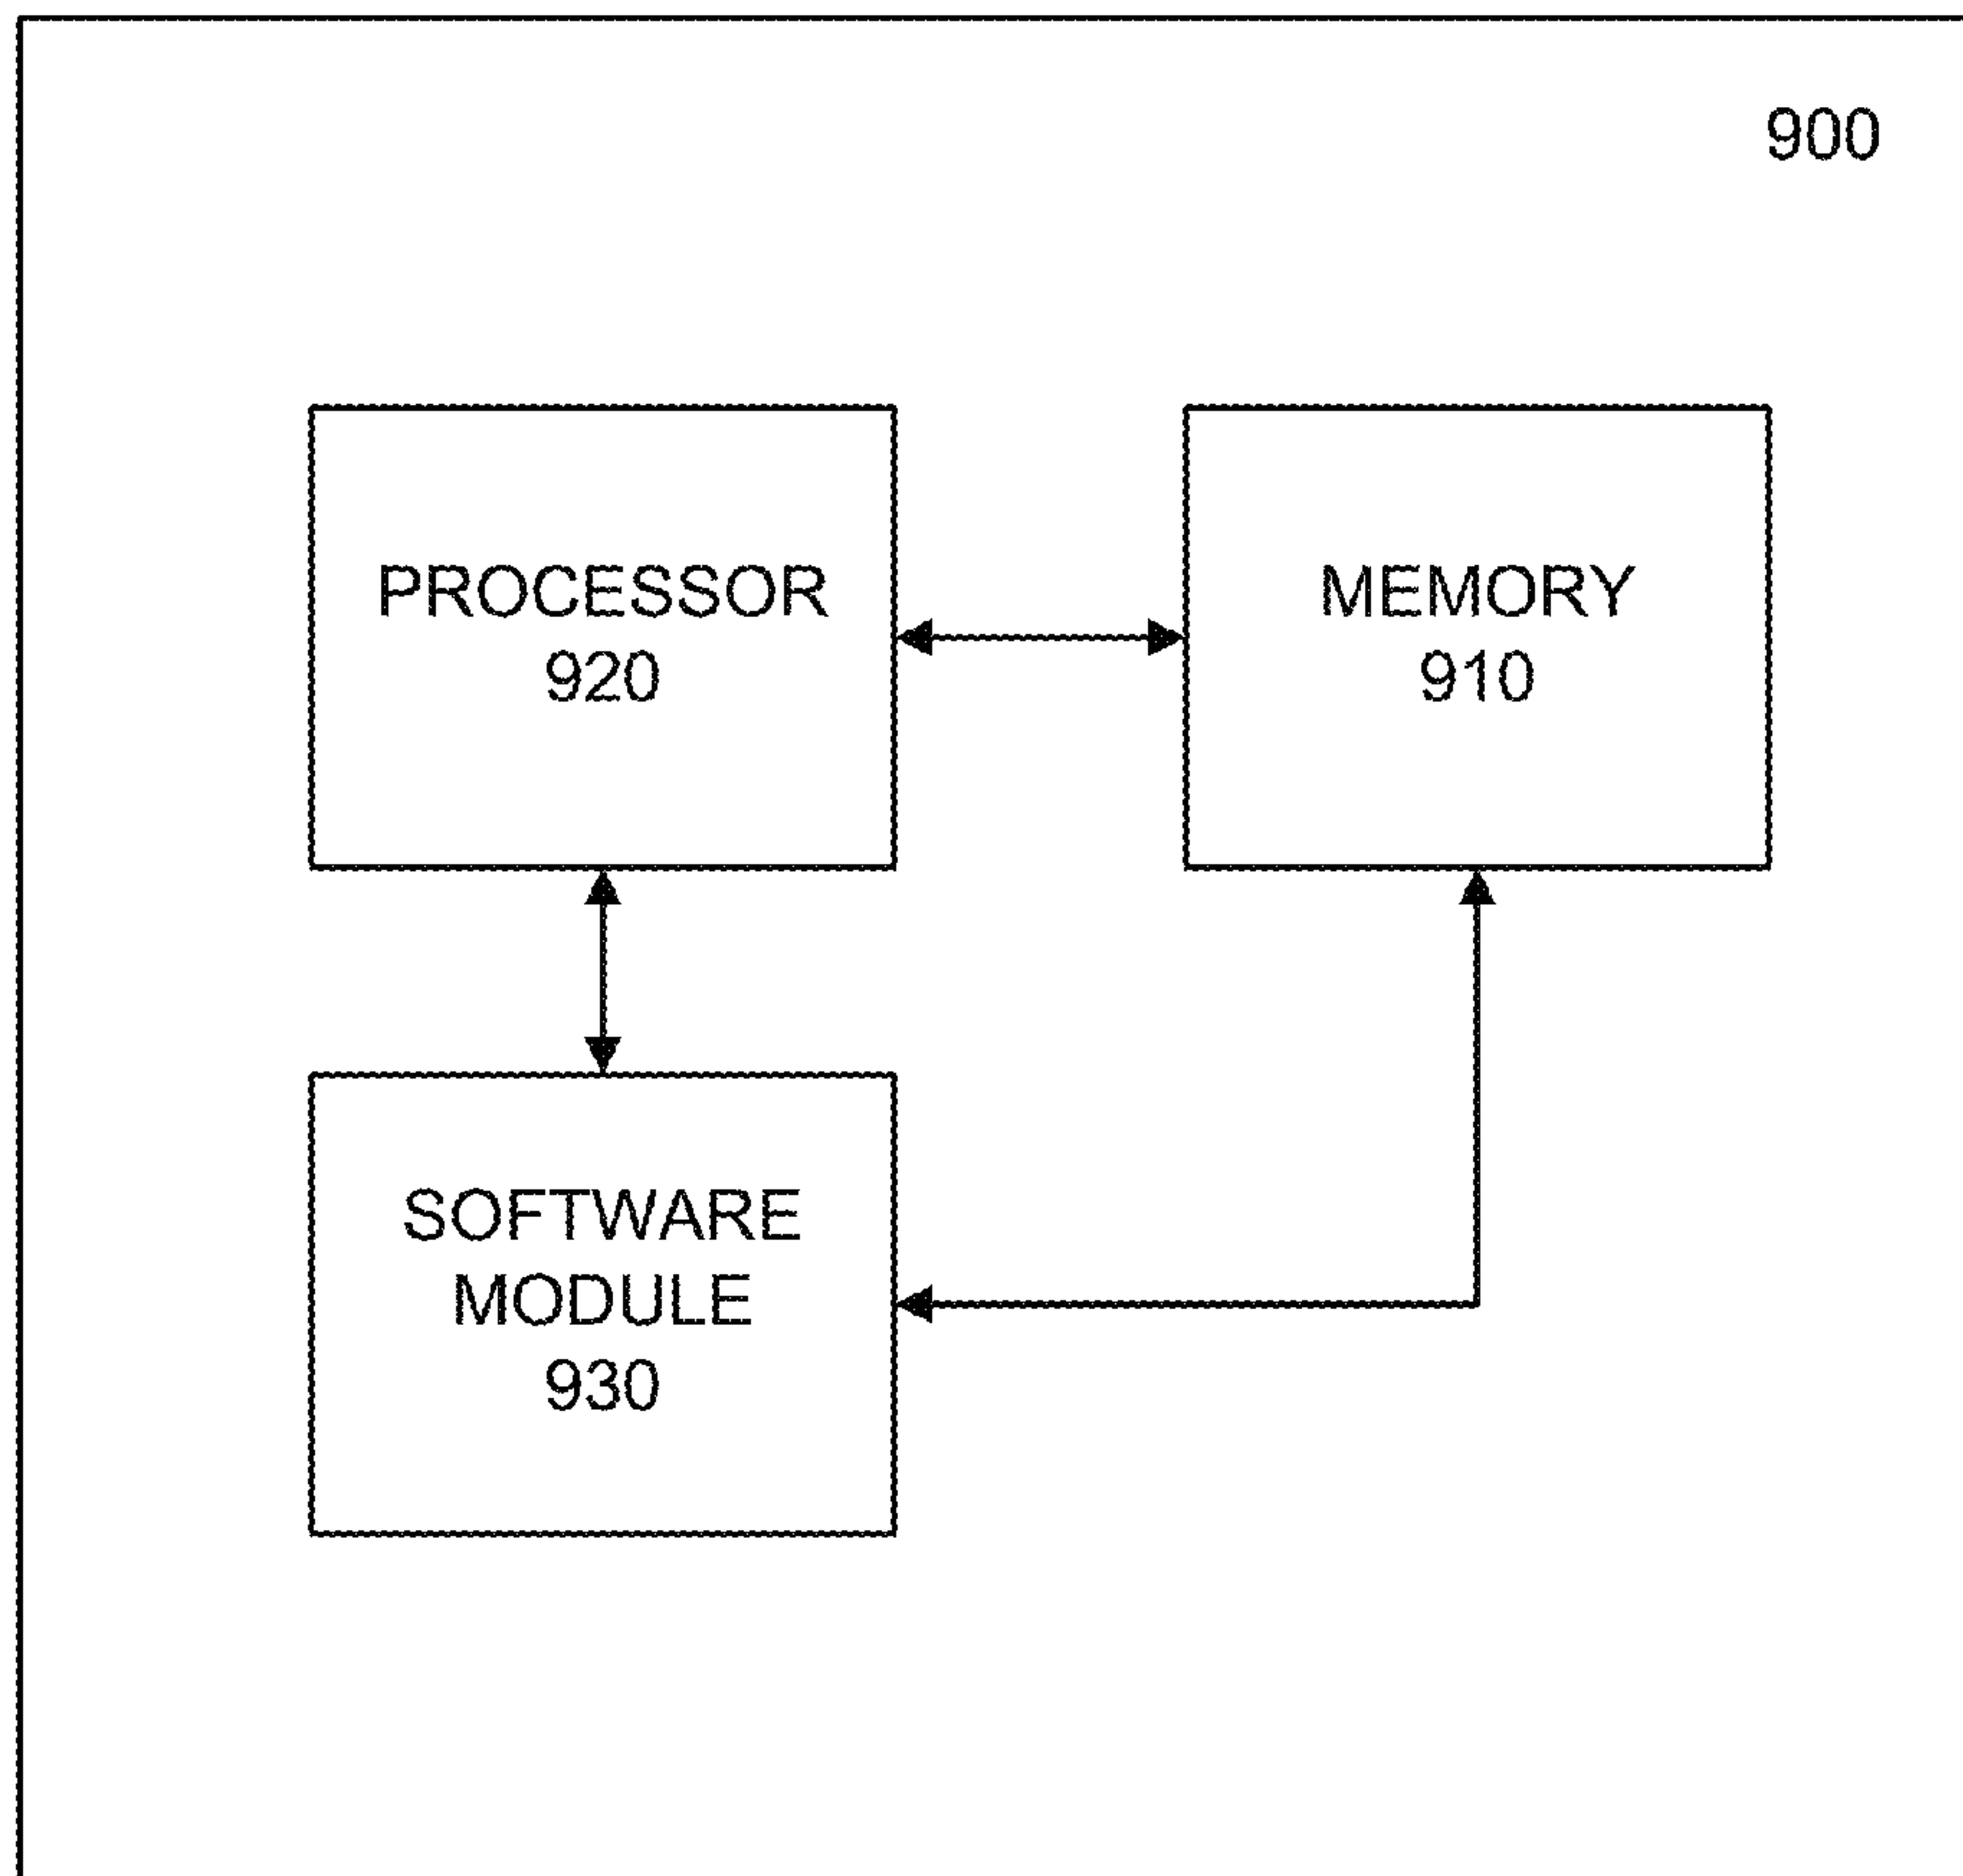 900
PROCESSOR
920
MEMORY
910
SOFTWARE
MODULE
930